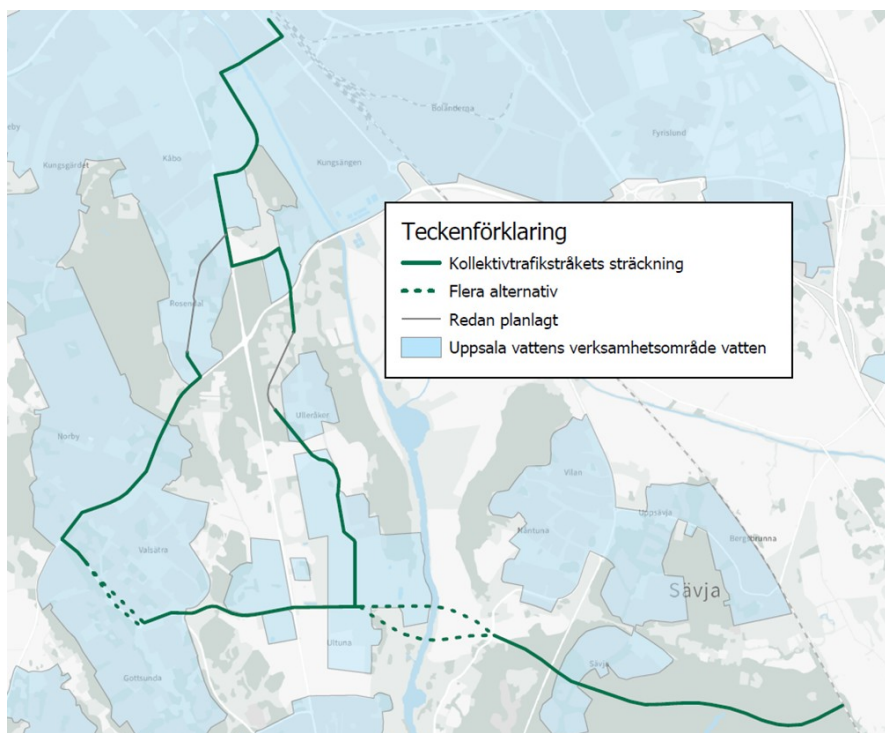 Boländerna
Fyrislund
Kungsängen
Kåbo
Kungsgärdet
Teckenförklaring
Kollektivtrafikstråkets sträckning
Flera alternativ
Redan planlagt
Uppsala vattens verksamhetsområde vatten
Rosendal
Ulleråker
Norby
Vilan
Uppsävja
Nåntuna
Bergsbrunna
Valsätra
Sävja
Ultuna
Sävja
Gottsunda